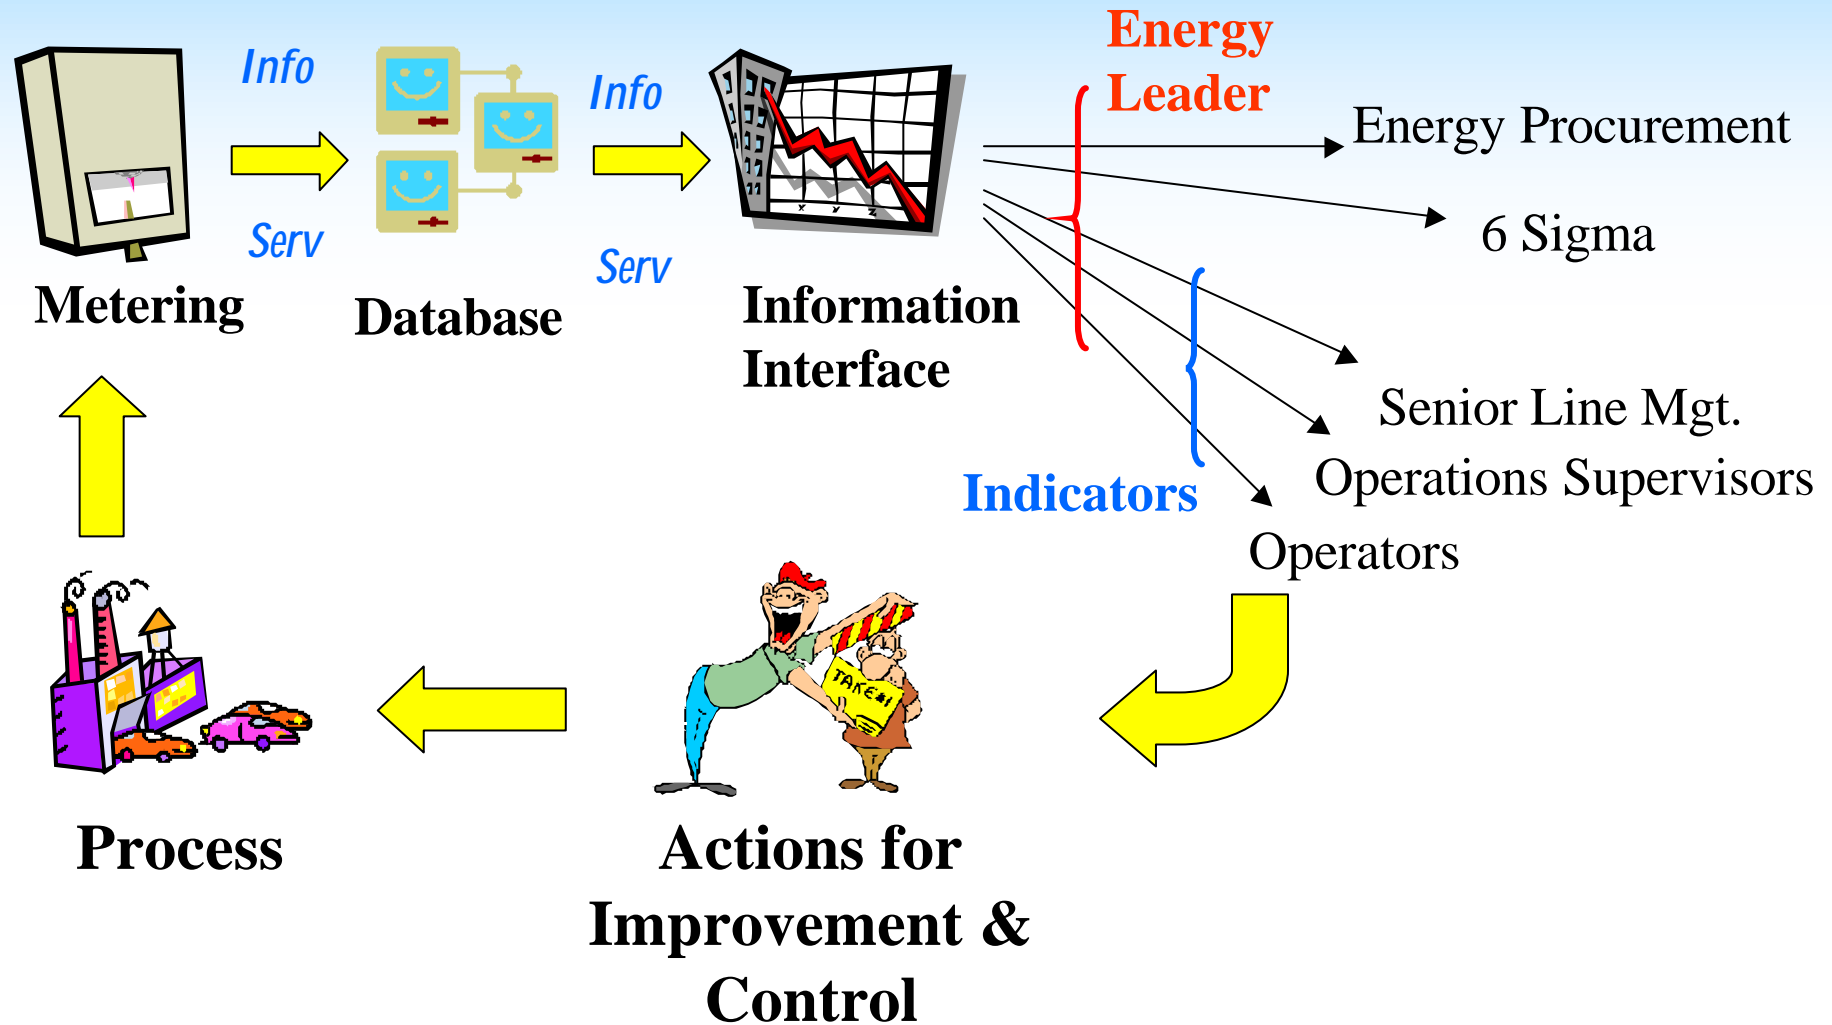 Energy
Leader
Info
Info
Energy Procurement
6 Sigma
Serv
Serv
x y z
Metering
Database
Information
Interface
Senior Line Mgt.
Operations Supervisors
Indicators
Operators
TAKE#1
Process
Actions for
Improvement &
Control